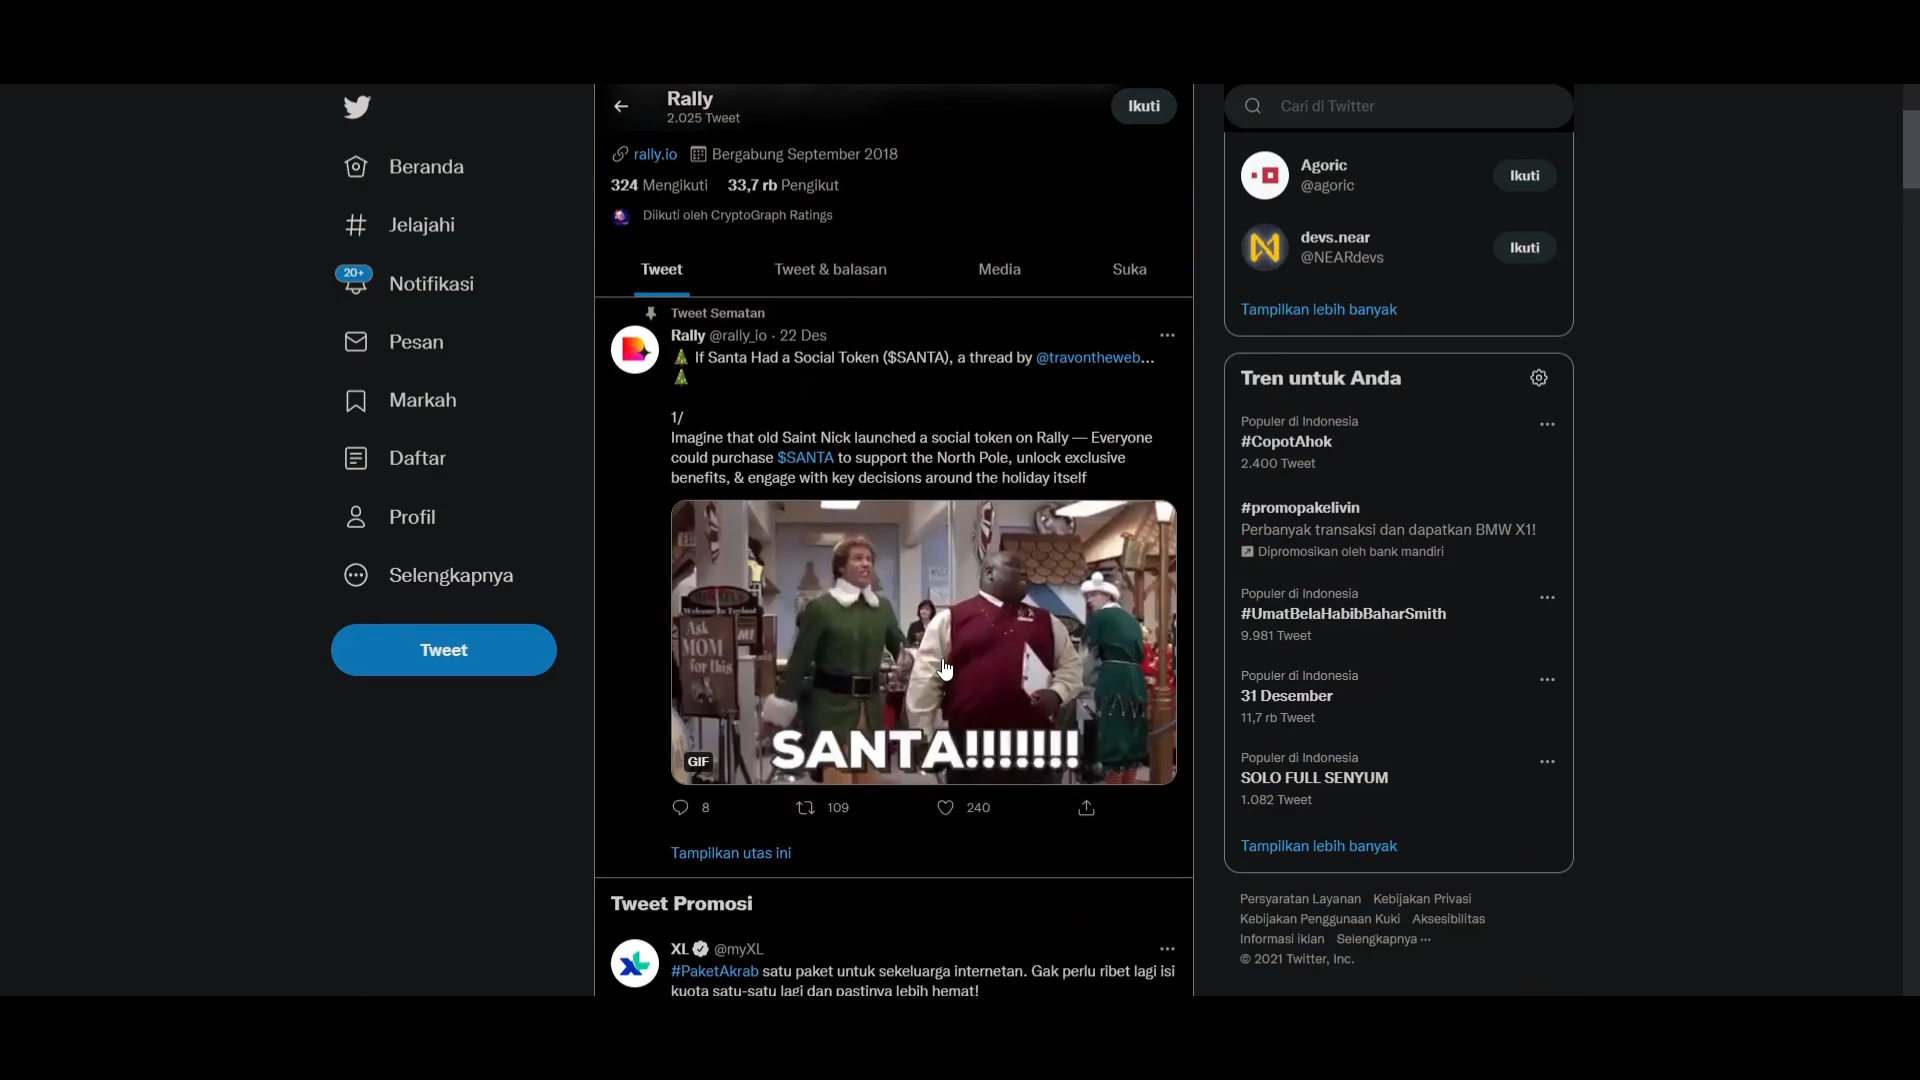 Beranda
Jelajahi
20+
Notifikasi
Pesan
Markah
Daftar
Profil
Selengkapnya
Tweet
Rally
2.025 Tweet
Ikuti
rally.io Bergabung September 2018
324 Mengikuti 33,7 rb Pengikut
Diikuti oleh CryptoGraph Ratings
Tweet Tweet & balasan Media Suka
Tweet Sematan
Rally @rally_io · 22 Des
🎄 If Santa Had a Social Token ($SANTA), a thread by @travontheweb...
🎄
1/
Imagine that old Saint Nick launched a social token on Rally — Everyone
could purchase $SANTA to support the North Pole, unlock exclusive
benefits, & engage with key decisions around the holiday itself
Ask
MOM
for this
SANTA!!!!!!!
GIF
8 109 240
Tampilkan utas ini
Tweet Promosi
XL @myXL
#PaketAkrab satu paket untuk sekeluarga internetan. Gak perlu ribet lagi isi
kuota satu-satu lagi dan pastinya lebih hemat!
Cari di Twitter
Agoric
@agoric
Ikuti
devs.near
@NEARdevs
Ikuti
Tampilkan lebih banyak
Tren untuk Anda
Populer di Indonesia
#CopotAhok
2.400 Tweet
#promopakelivin
Perbanyak transaksi dan dapatkan BMW X1!
Dipromosikan oleh bank mandiri
Populer di Indonesia
#UmatBelaHabibBaharSmith
9.981 Tweet
Populer di Indonesia
31 Desember
11,7 rb Tweet
Populer di Indonesia
SOLO FULL SENYUM
1.082 Tweet
Tampilkan lebih banyak
Persyaratan Layanan Kebijakan Privasi
Kebijakan Penggunaan Kuki Aksesibilitas
Informasi iklan Selengkapnya ...
© 2021 Twitter, Inc.